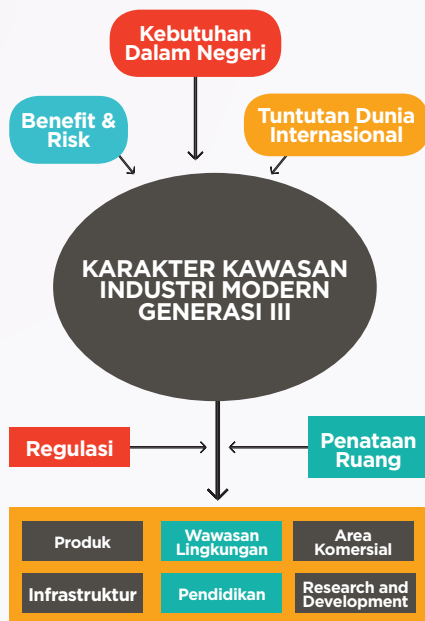 Kebutuhan
Dalam Negeri
Benefit &
Risk
Tuntutan Dunia
Internasional
KARAKTER KAWASAN
INDUSTRI MODERN
GENERASI III
Regulasi
Penataan
Ruang
Produk
Wawasan
Lingkungan
Area
Komersial
Infrastruktur
Pendidikan
Research and
Development